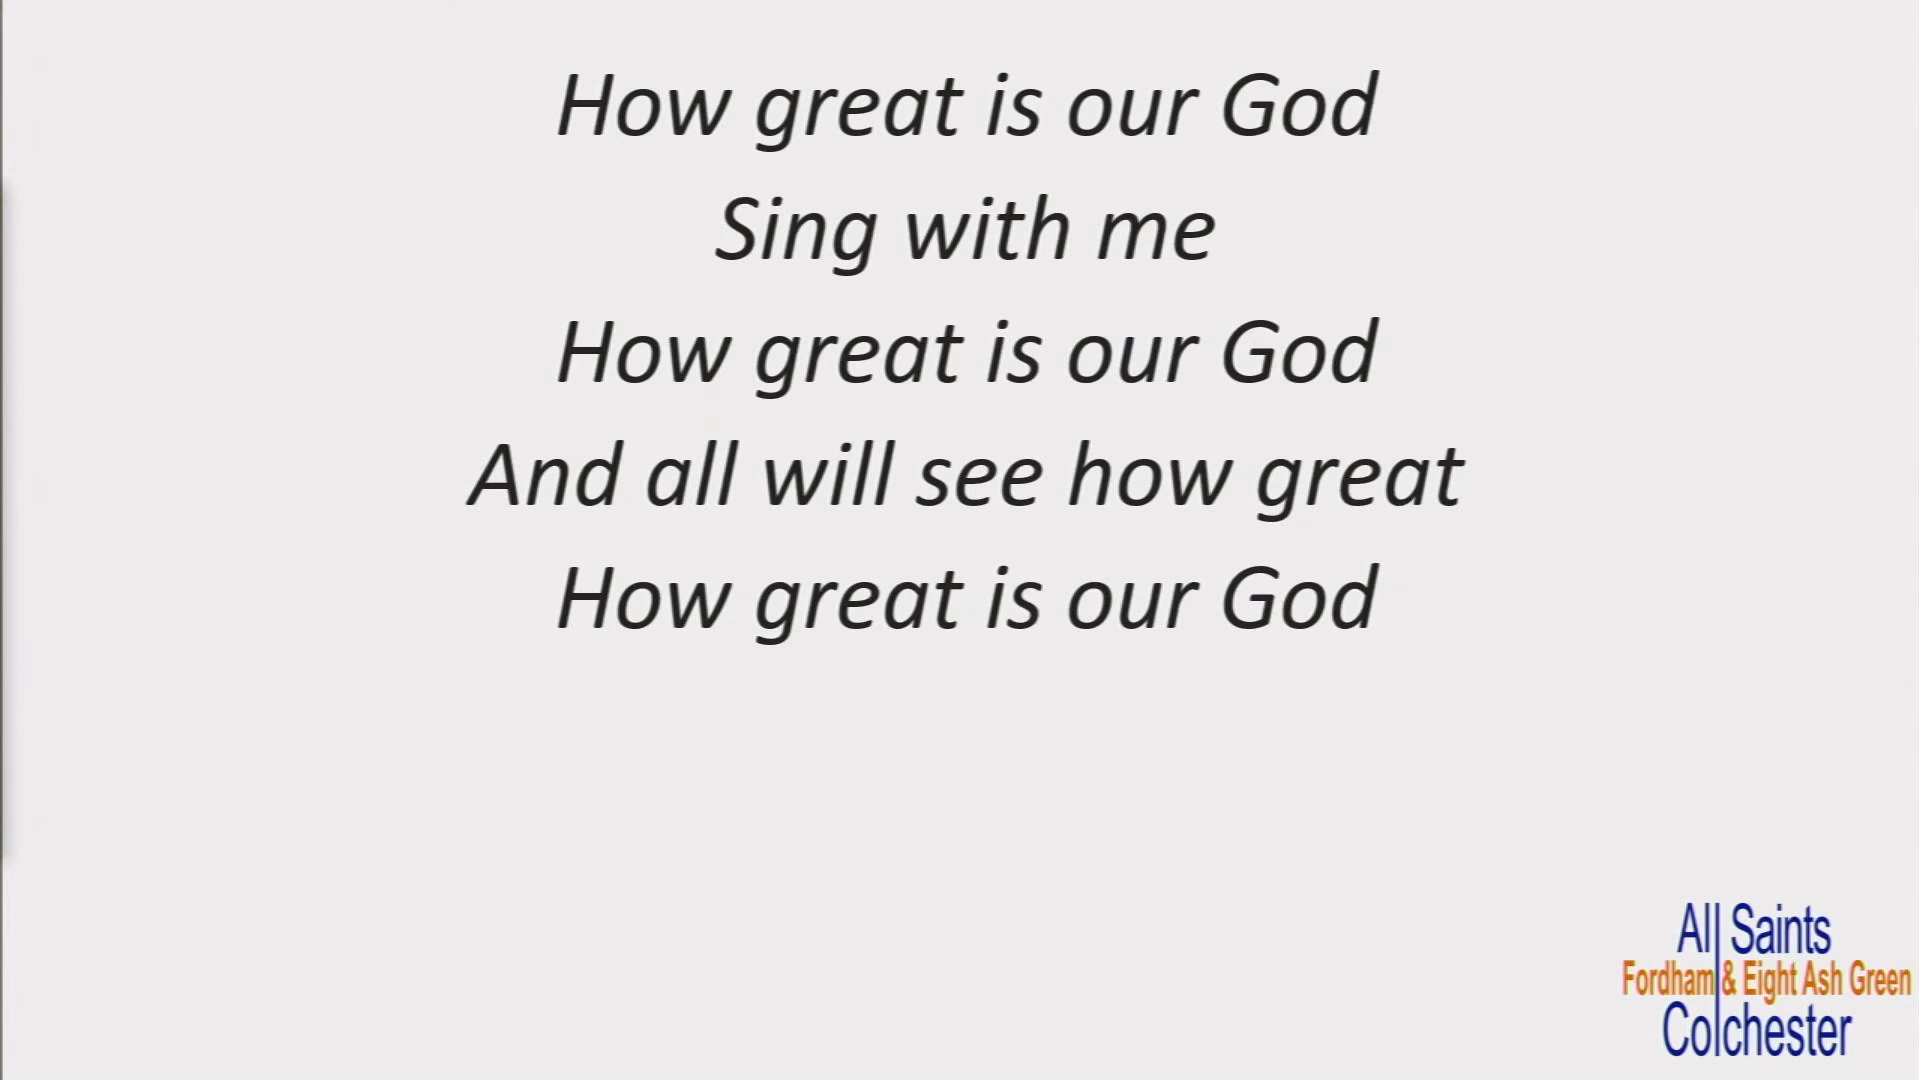 How great is our God
Sing with me
How great is our God
And all will see how great
How great is our God
All Saints
Fordham & Eight Ash Green
Colchester